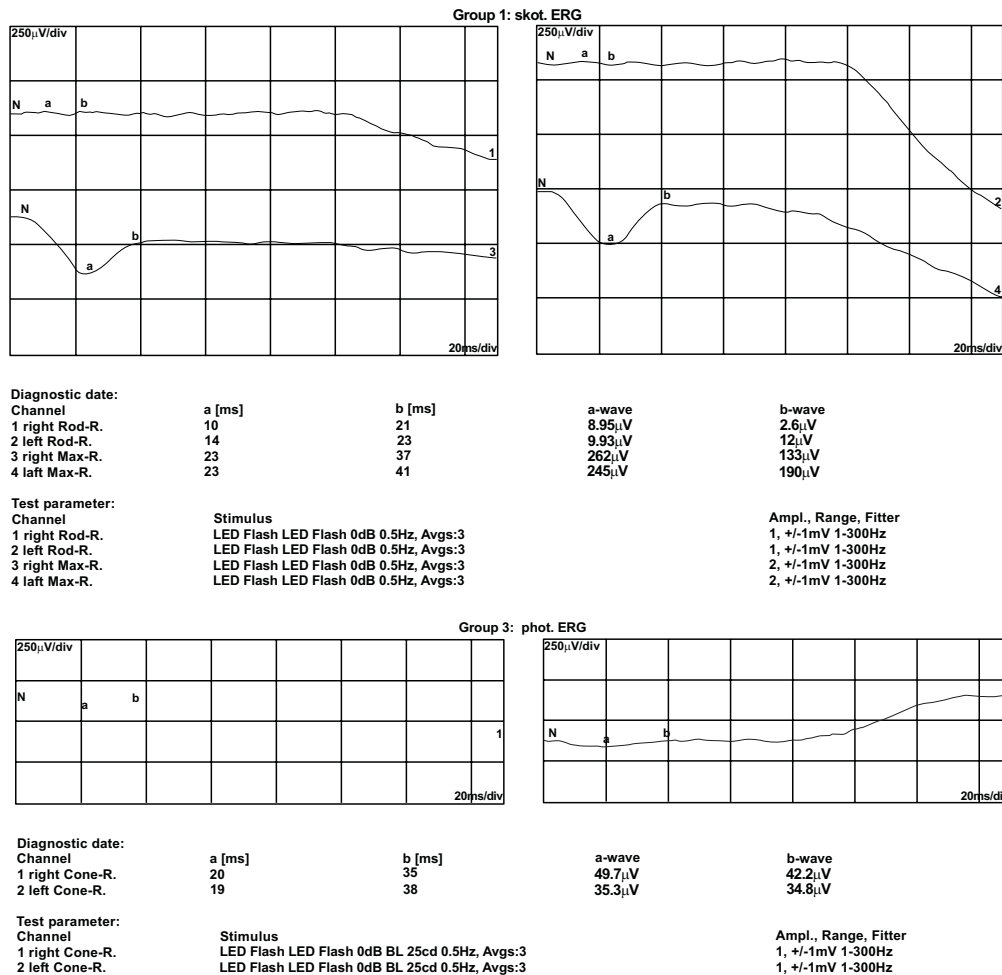 Group 1: skot. ERG
250μV/div
N a b
1
N
b
a
3
20ms/div
250μV/div
N a b
2
N
b
a
4
20ms/div
Diagnostic date:
Channel a [ms] b [ms] a-wave b-wave
1 right Rod-R. 10 21 8.95μV 2.6μV
2 left Rod-R. 14 23 9.93μV 12μV
3 right Max-R. 23 37 262μV 133μV
4 laft Max-R. 23 41 245μV 190μV
Test parameter:
Channel Stimulus Ampl., Range, Fitter
1 right Rod-R. LED Flash LED Flash 0dB 0.5Hz, Avgs:3 1, +/-1mV 1-300Hz
2 left Rod-R. LED Flash LED Flash 0dB 0.5Hz, Avgs:3 1, +/-1mV 1-300Hz
3 right Max-R. LED Flash LED Flash 0dB 0.5Hz, Avgs:3 2, +/-1mV 1-300Hz
4 laft Max-R. LED Flash LED Flash 0dB 0.5Hz, Avgs:3 2, +/-1mV 1-300Hz
Group 3: phot. ERG
250μV/div
N a b
1
20ms/div
250μV/div
N a b
20ms/div
Diagnostic date:
Channel a [ms] b [ms] a-wave b-wave
1 right Cone-R. 20 35 49.7μV 42.2μV
2 left Cone-R. 19 38 35.3μV 34.8μV
Test parameter:
Channel Stimulus Ampl., Range, Fitter
1 right Cone-R. LED Flash LED Flash 0dB BL 25cd 0.5Hz, Avgs:3 1, +/-1mV 1-300Hz
2 left Cone-R. LED Flash LED Flash 0dB BL 25cd 0.5Hz, Avgs:3 1, +/-1mV 1-300Hz